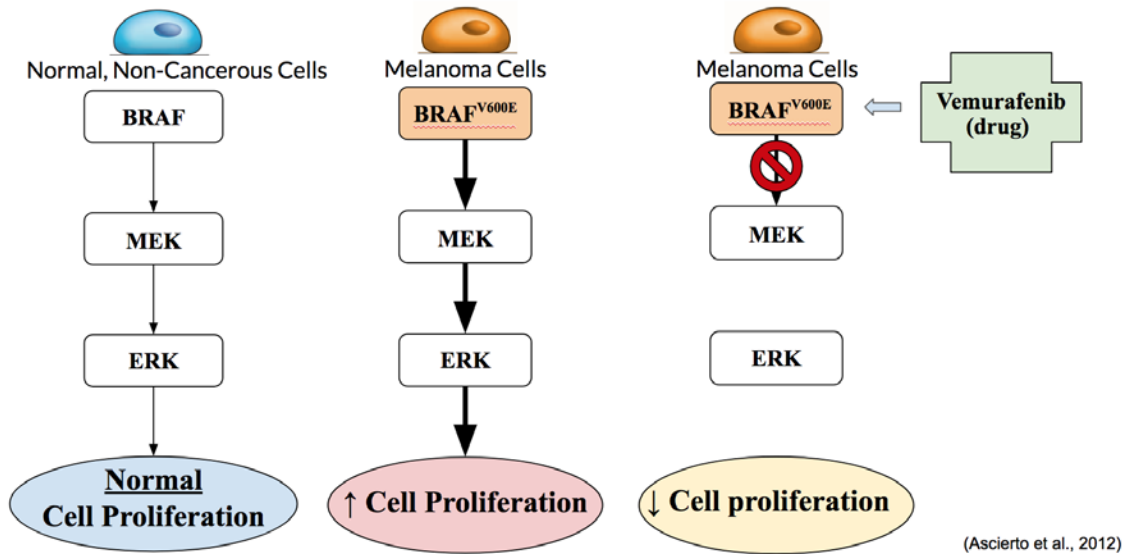 Normal, Non-Cancerous Cells
BRAF
MEK
ERK
Normal
Cell Proliferation
Melanoma Cells
BRAFV600E
MEK
ERK
↑ Cell Proliferation
Melanoma Cells
BRAFV600E
MEK
ERK
↓ Cell proliferation
Vemurafenib
(drug)
(Ascierto et al., 2012)